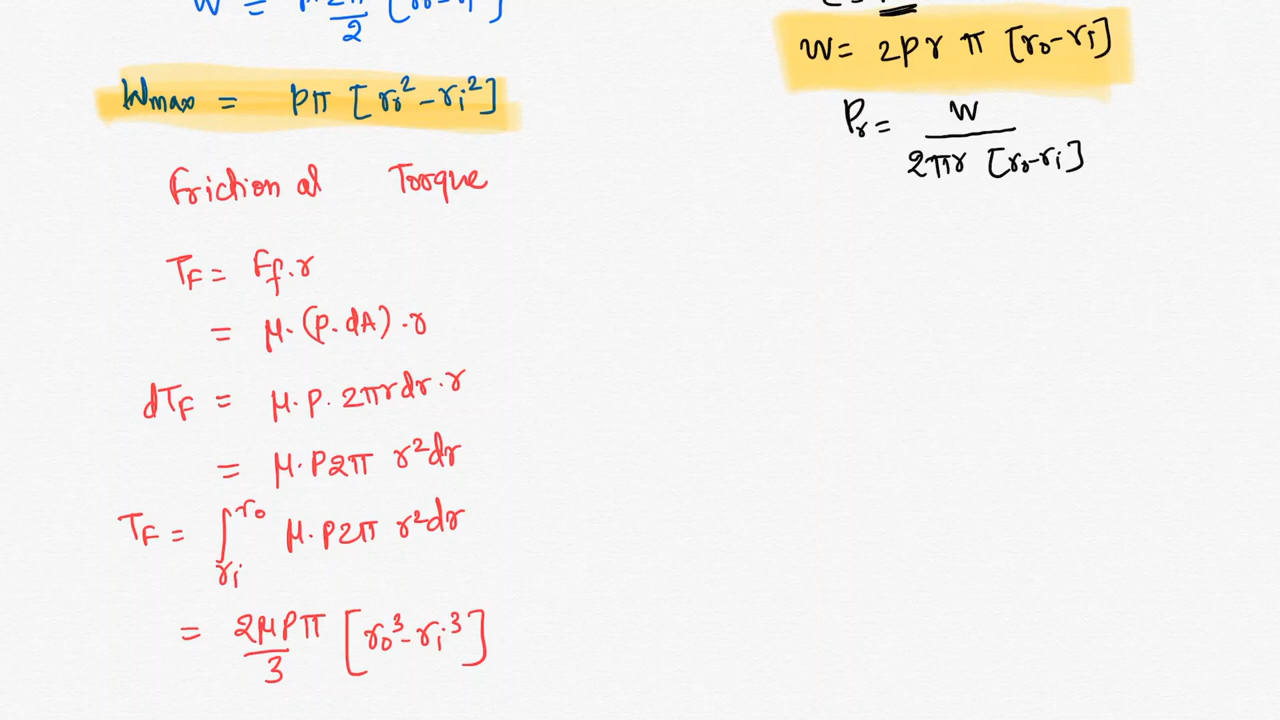 Wmax = Pπ [ro² - ri²]
Frictional Torque
TF = Ff.r
= μ. (P. dA) .r
dTF = μ. P. 2πrdr.r
= μ. P2π r²dr
TF = ∫ri^ro μ. P2π r²dr
= 2μPπ/3 [ro³ - ri³]
W = 2Pr π [ro - ri]
Pr = W / 2πr [ro - ri]